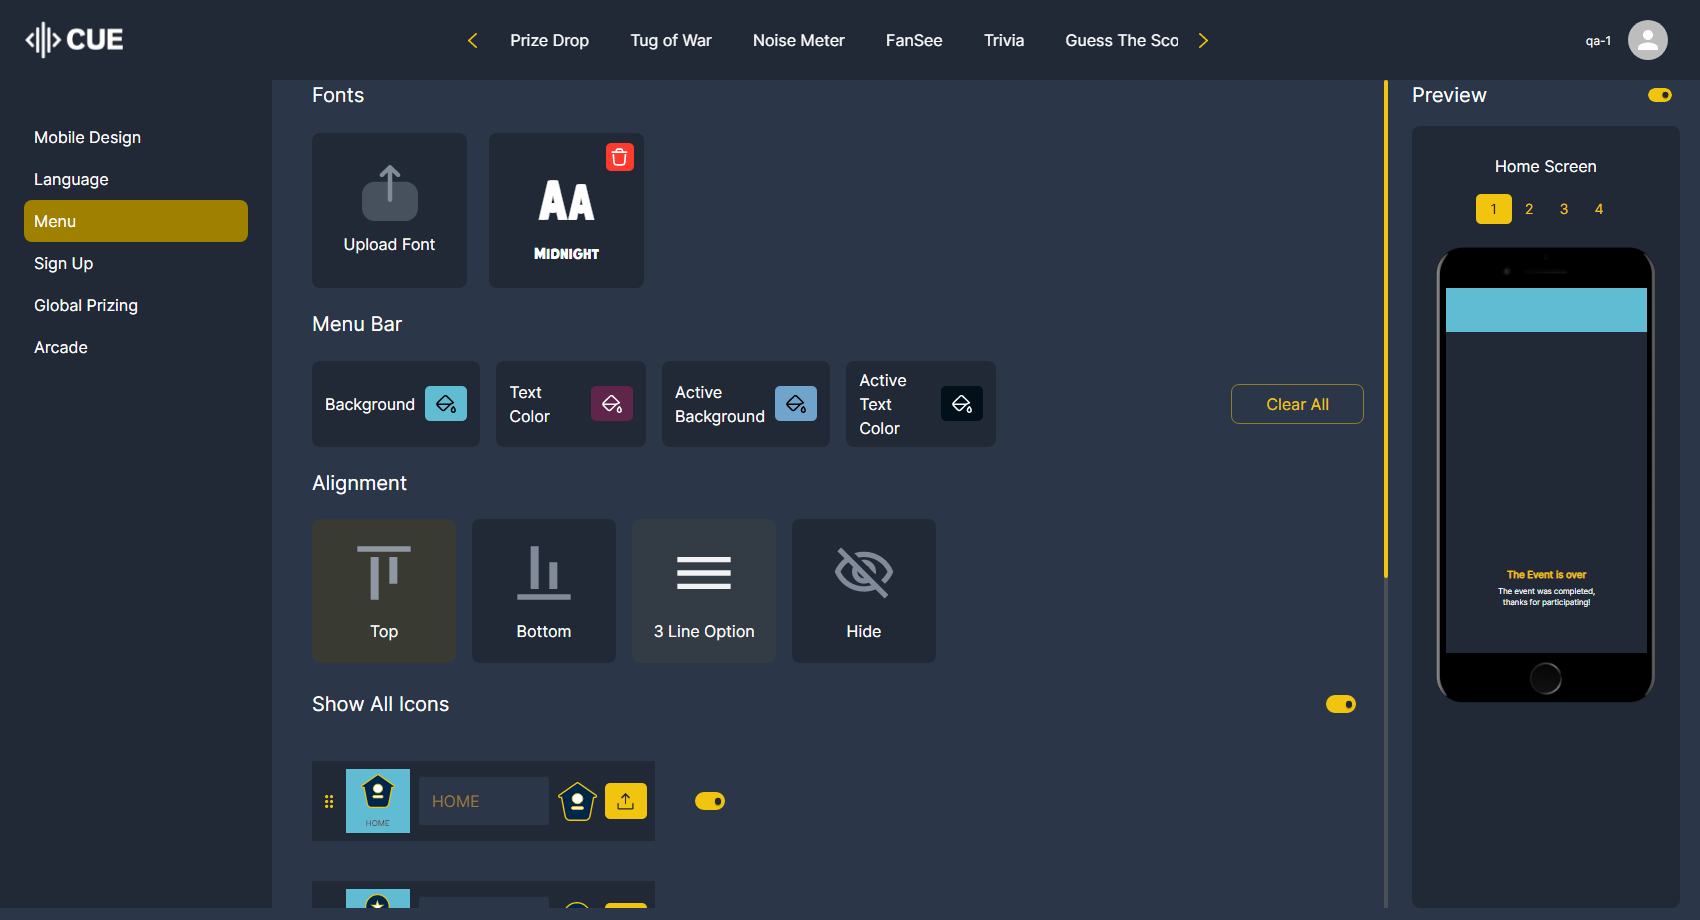 CUE
Prize Drop
Tug of War
Noise Meter
FanSee
Trivia
Guess The Sco
qa-1
Mobile Design
Language
Menu
Sign Up
Global Prizing
Arcade
Fonts
Upload Font
AA
MIDNIGHT
Menu Bar
Background
Text
Color
Active
Background
Active
Text
Color
Clear All
Alignment
Top
Bottom
3 Line Option
Hide
Show All Icons
HOME
HOME
Preview
Home Screen
1 2 3 4
The Event is over
The event was completed,
thanks for participating!